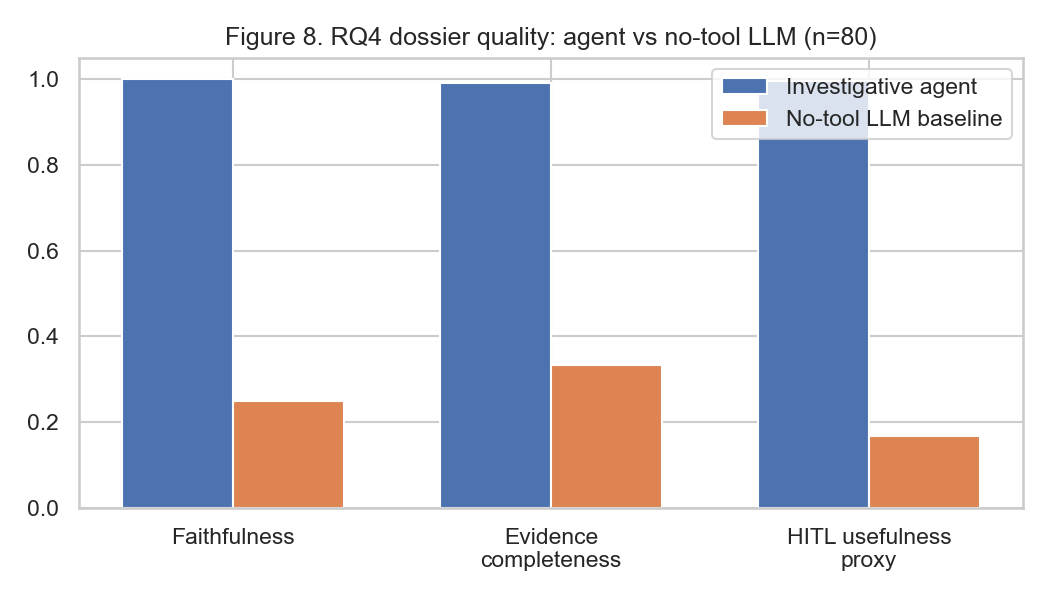 Figure 8. RQ4 dossier quality: agent vs no-tool LLM (n=80)
Investigative agent
No-tool LLM baseline
1.0
0.8
0.6
0.4
0.2
0.0
Faithfulness
Evidence
completeness
HITL usefulness
proxy